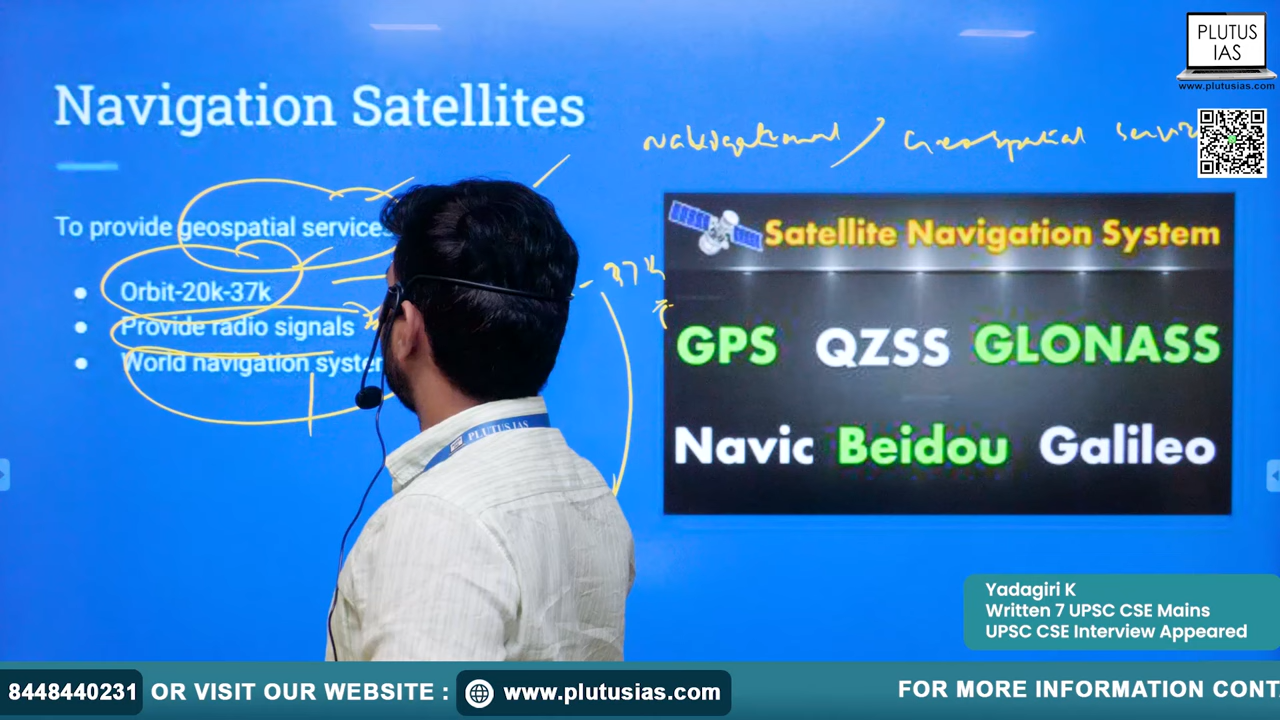 PLUTUS
IAS
www.plutusias.com
Navigation Satellites
Geospatial
To provide geospatial services
Satellite Navigation System
Orbit-20k-37k
Provide radio signals
World navigation system
GPS QZSS GLONASS
Navic Beidou Galileo
PLUTUS IAS
Yadagiri K
Written 7 UPSC CSE Mains
UPSC CSE Interview Appeared
8448440231 OR VISIT OUR WEBSITE : www.plutusias.com FOR MORE INFORMATION CONT